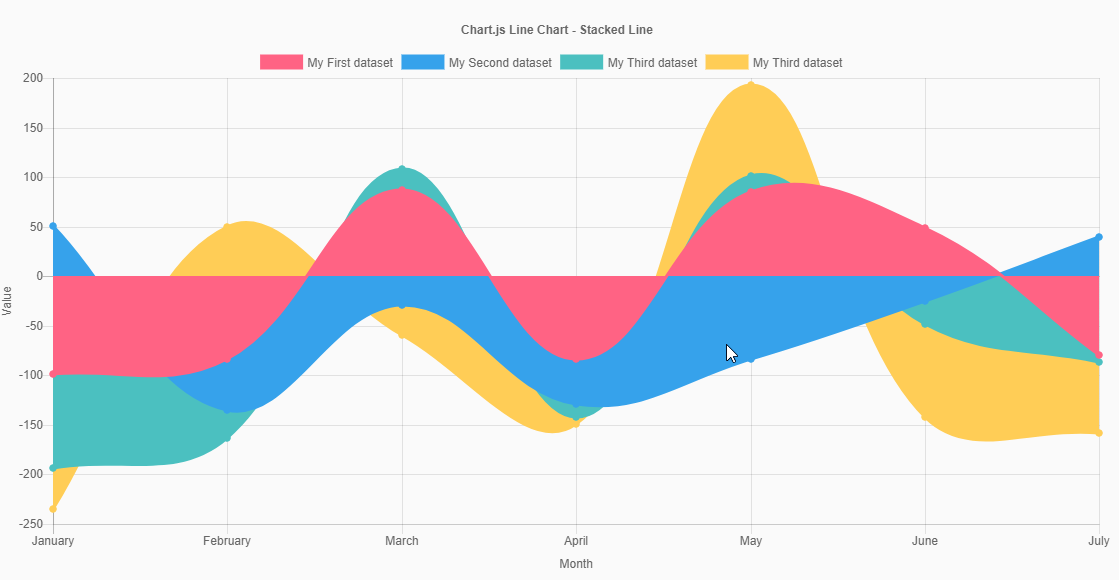 Chart.js Line Chart - Stacked Line
My First dataset My Second dataset My Third dataset My Third dataset
200
150
100
50
0
Value
-50
-100
-150
-200
-250
January February March April May June July
Month